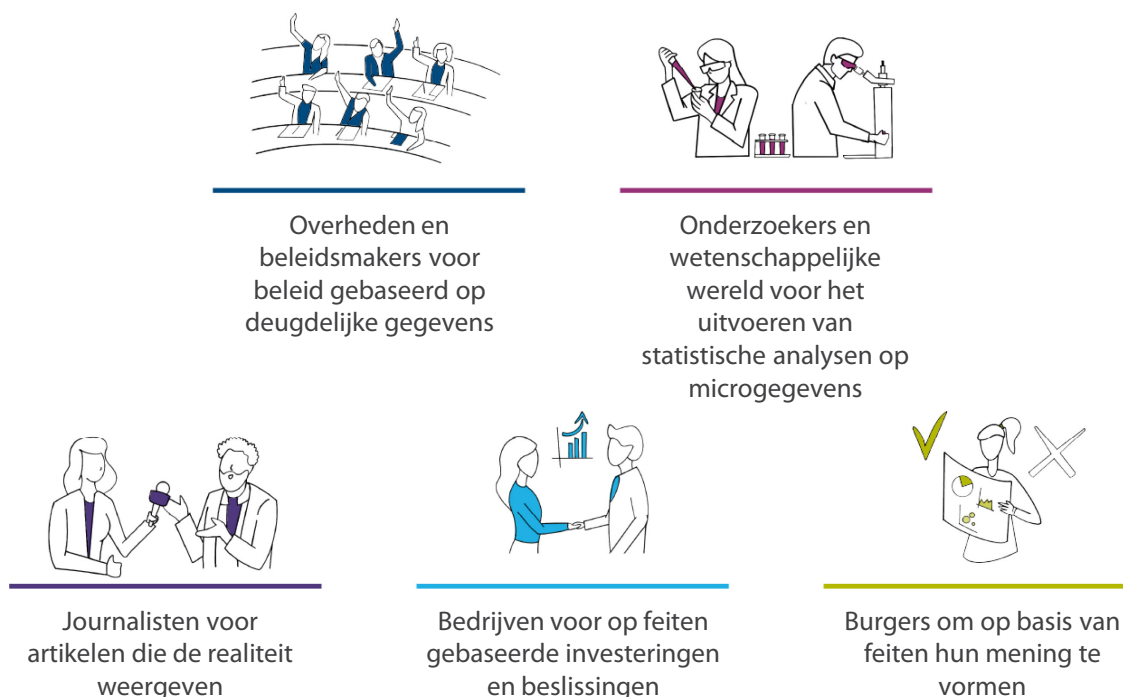 Overheden en
beleidsmakers voor
beleid gebaseerd op
deugdelijke gegevens
Onderzoekers en
wetenschappelijke
wereld voor het
uitvoeren van
statistische analysen op
microgegevens
Journalisten voor
artikelen die de realiteit
weergeven
Bedrijven voor op feiten
gebaseerde investeringen
en beslissingen
Burgers om op basis van
feiten hun mening te
vormen